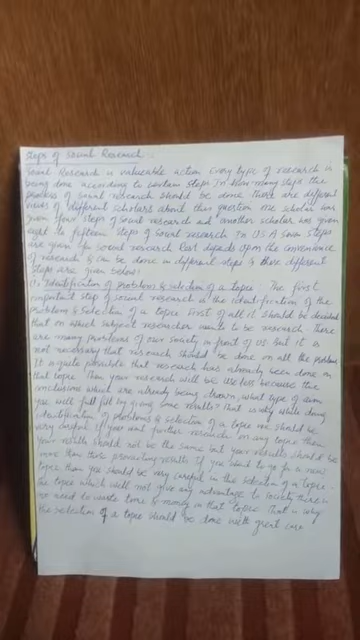 Steps of Social Research.
Social Research is valueable action Every type of research is
being done according to certain steps In how many steps the
process of social research should be done There are different
views of different scholars about this question one scholar has
given four steps of social research and another scholar has given
eight to fifteen steps of social research In USA seven steps
are given for social research last depends upon the convenience
of research & can be done in different steps & these different
steps are given below:
(1) Identification of problems & selection of a topic: The first
important step of social research is the identification of the
problem & selection of a topic First of all it should be decided
that on which subject researcher wants to be research. There
are many problems of our society in front of us But it is
not necessary that research should be done on all the problems
It is quite possible that research has already been done on
that topic. Then your research will be use less because the
conclusions which are already being drawn, what type of aim
you will full fill by giving same results? That is why while doing
identification of problems & selection of a topic we should be
very careful If you want further research on any topic then
Your results should not be the same but your results should be
more than those prevailing results If you want to go for a new
topic then you should be very careful in the selection of a topic.
the topic which will not give any advantage to society there is
no need to waste time & money in that topic That is why
the selection of a topic should be done with great care